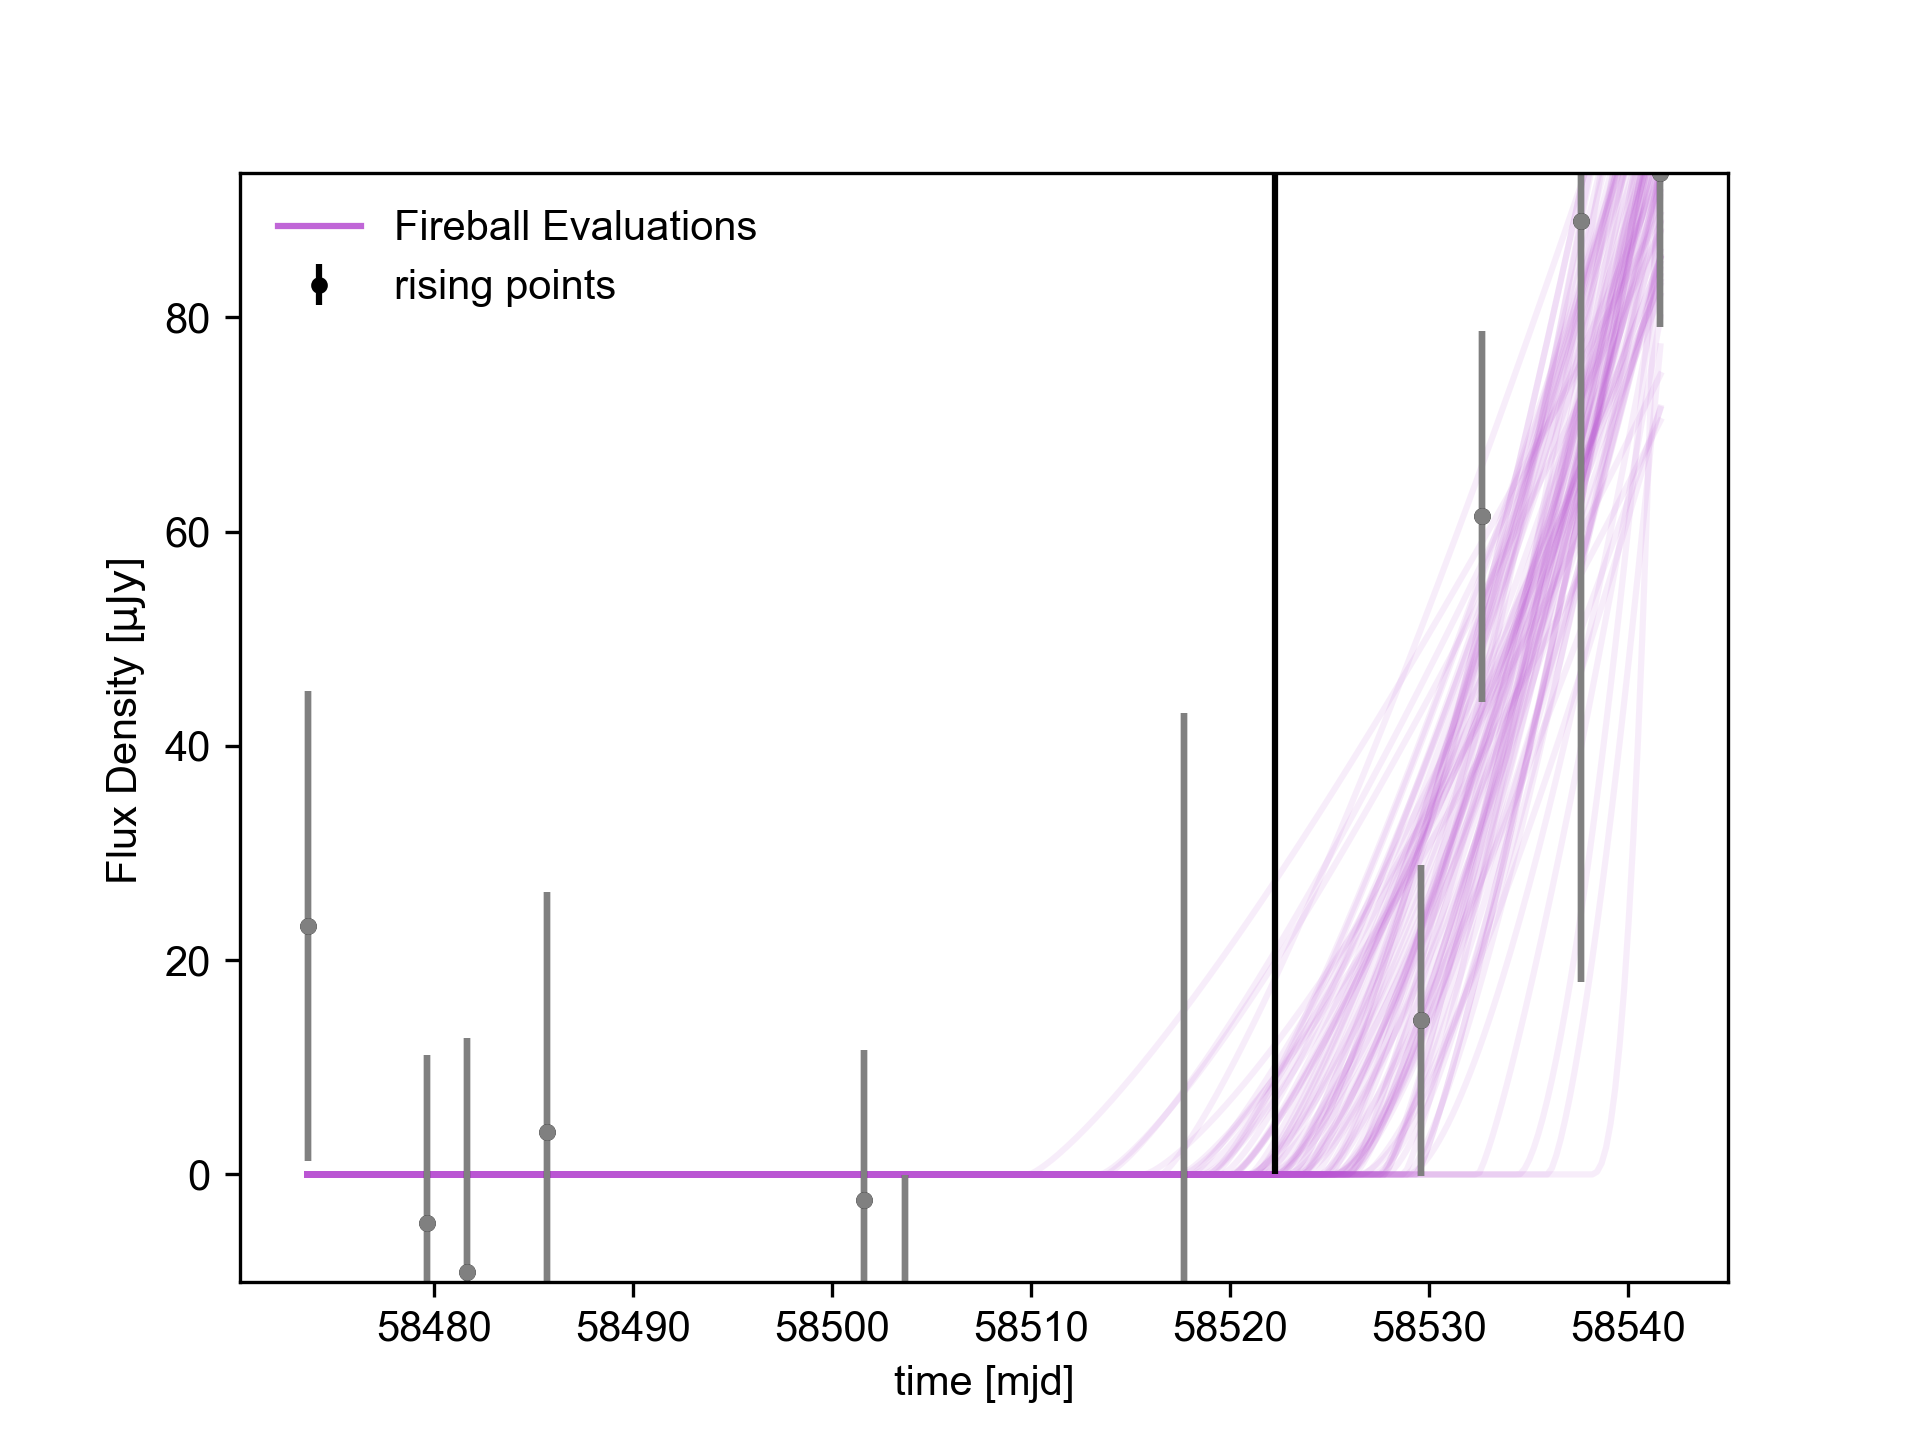 Fireball Evaluations
rising points
80
60
40
20
0
Flux Density [µJy]
58480 58490 58500 58510 58520 58530 58540
time [mjd]